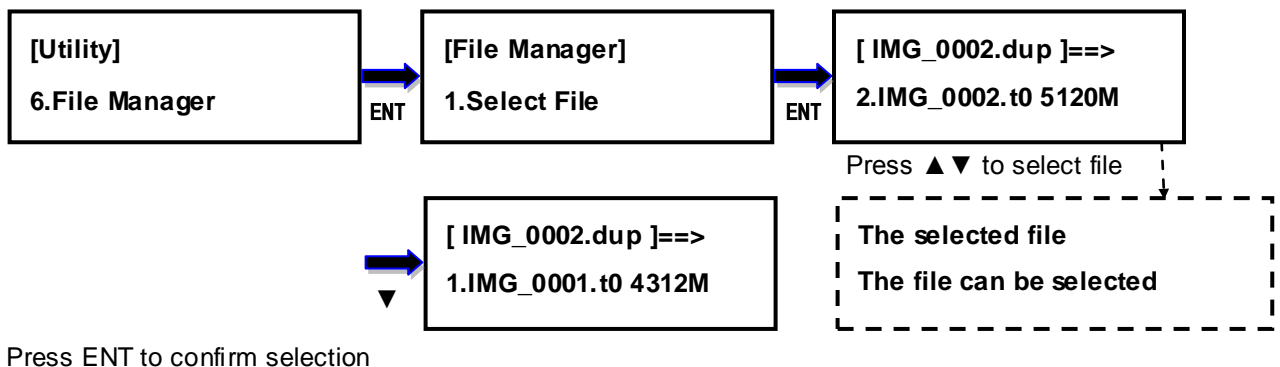 [Utility]
6.File Manager
ENT
[File Manager]
1.Select File
ENT
[ IMG_0002.dup ]==>
2.IMG_0002.t0 5120M
Press ▲▼ to select file
▼
[ IMG_0002.dup ]==>
1.IMG_0001.t0 4312M
The selected file
The file can be selected
Press ENT to confirm selection